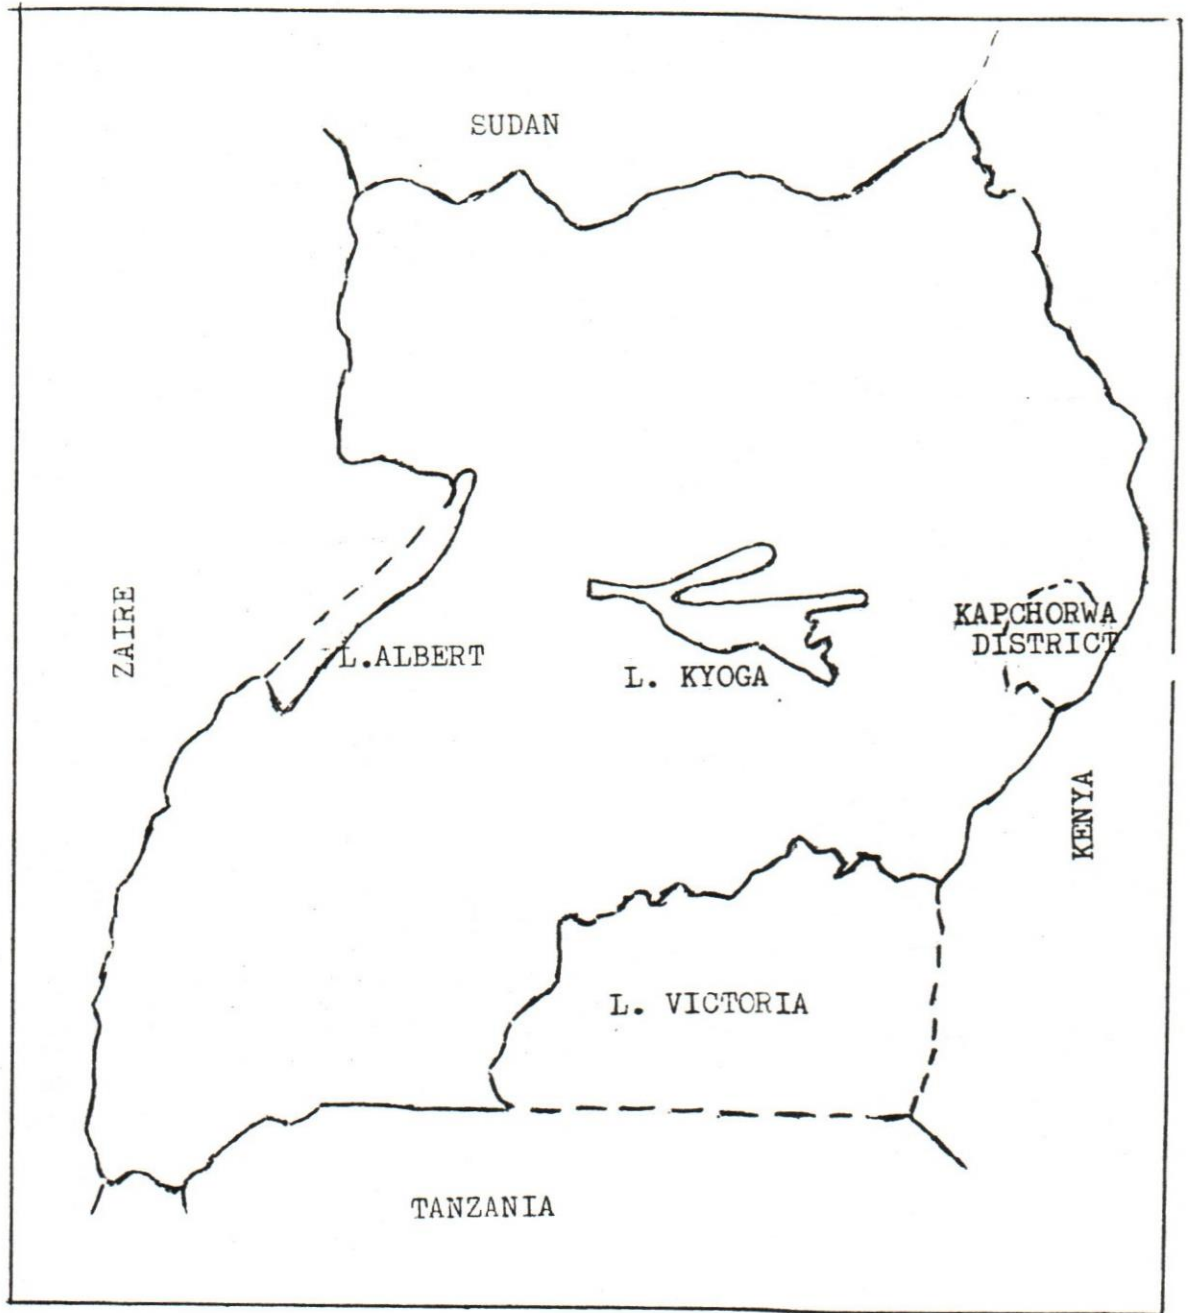 SUDAN
ZAIRE
KAPCHORWA
DISTRICT
L.ALBERT
L. KYOGA
KENYA
L. VICTORIA
TANZANIA